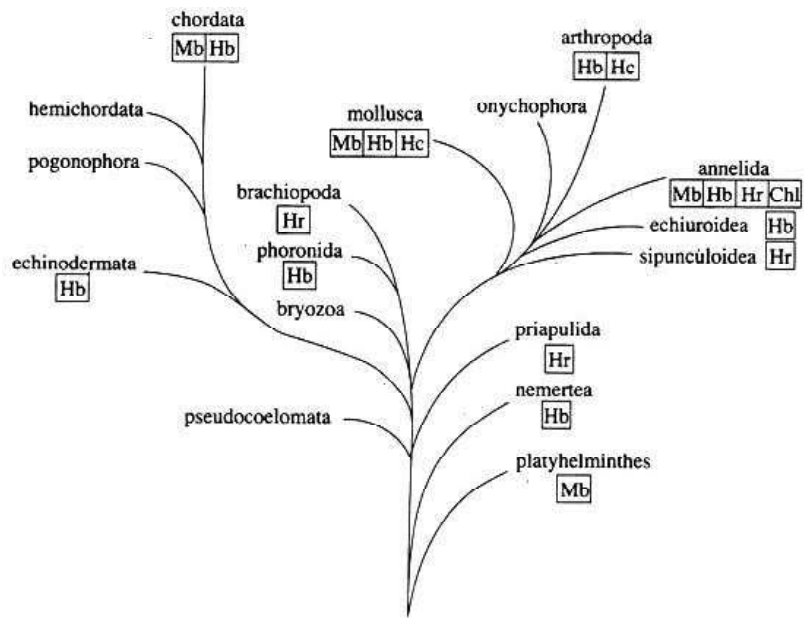 chordata
Mb Hb
hemichordata
pogonophora
echinodermata
Hb
mollusca
Mb Hb Hc
brachiopoda
Hr
phoronida
Hb
bryozoa
pseudocoelomata
arthropoda
Hb Hc
onychophora
annelida
Mb Hb Hr Chl
echiuroidea Hb
sipunculoidea Hr
priapulida
Hr
nemertea
Hb
platyhelminthes
Mb